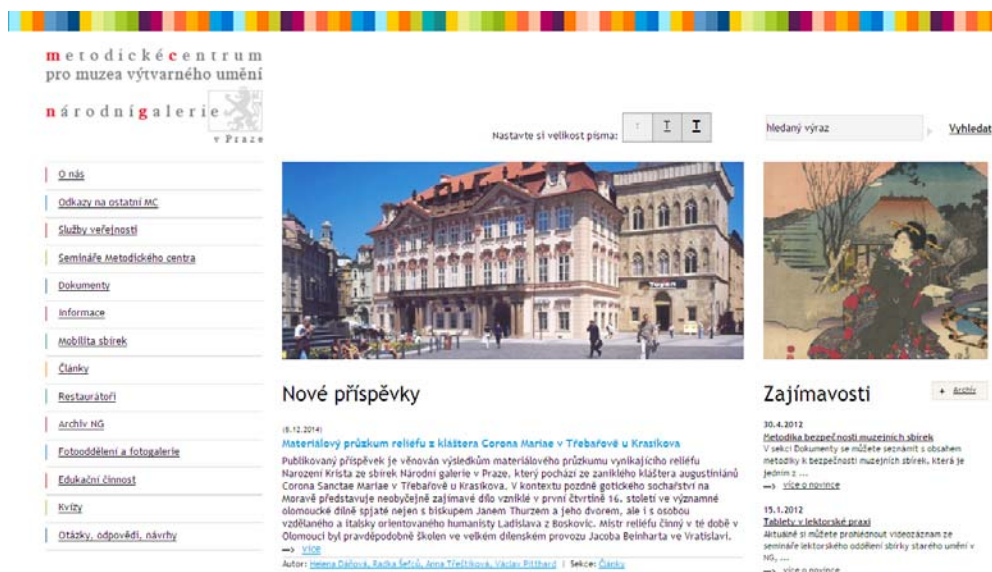 metodickécentrum
pro muzea výtvarného umění
národnígalerie
v Praze
Nastavte si velikost písma: T T T
hledaný výraz
Vyhledat
O nás
Odkazy na ostatní MC
Služby veřejnosti
Semináře Metodického centra
Dokumenty
Informace
Mobilita sbírek
Články
Restaurátoři
Archiv NG
Fotooddělení a fotogalerie
Edukační činnost
Kvízy
Otázky, odpovědi, návrhy
Toyen
Nové příspěvky
(8.12.2014)
Materiálový průzkum reliéfu z kláštera Corona Mariae v Třebařově u Krasíkova
Publikovaný příspěvek je věnován výsledkům materiálového průzkumu vynikajícího reliéfu
Narození Krista ze sbírek Národní galerie v Praze, který pochází ze zaniklého kláštera augustiniánů
Corona Sanctae Mariae v Třebařově u Krasíkova. V kontextu pozdně gotického sochařství na
Moravě představuje neobyčejně zajímavé dílo vzniklé v první čtvrtině 16. století ve významné
olomoucké dílně spjaté nejen s biskupem Janem Thurzem a jeho dvorem, ale i s osobou
vzdělaného a italsky orientovaného humanisty Ladislava z Boskovic. Mistr reliéfu činný v té době v
Olomouci byl pravděpodobně školen ve velkém dílenském provozu Jacoba Beinharta ve Vratislavi.
—> více
Autor: Helena Dáňová, Radka Šefců, Anna Třeštíková, Václav Pitthard | Sekce: Články
Zajímavosti
+ Archív
30.4.2012
Metodika bezpečnosti muzejních sbírek
V sekci Dokumenty se můžete seznámit s obsahem
metodiky k bezpečnosti muzejních sbírek, která je
jedním z ...
—> více o novince
15.1.2012
Tablety v lektorské praxi
Aktuálně si můžete prohlédnout videozáznam ze
semináře lektorského oddělení sbírky starého umění v
NG, ...
—> více o novince